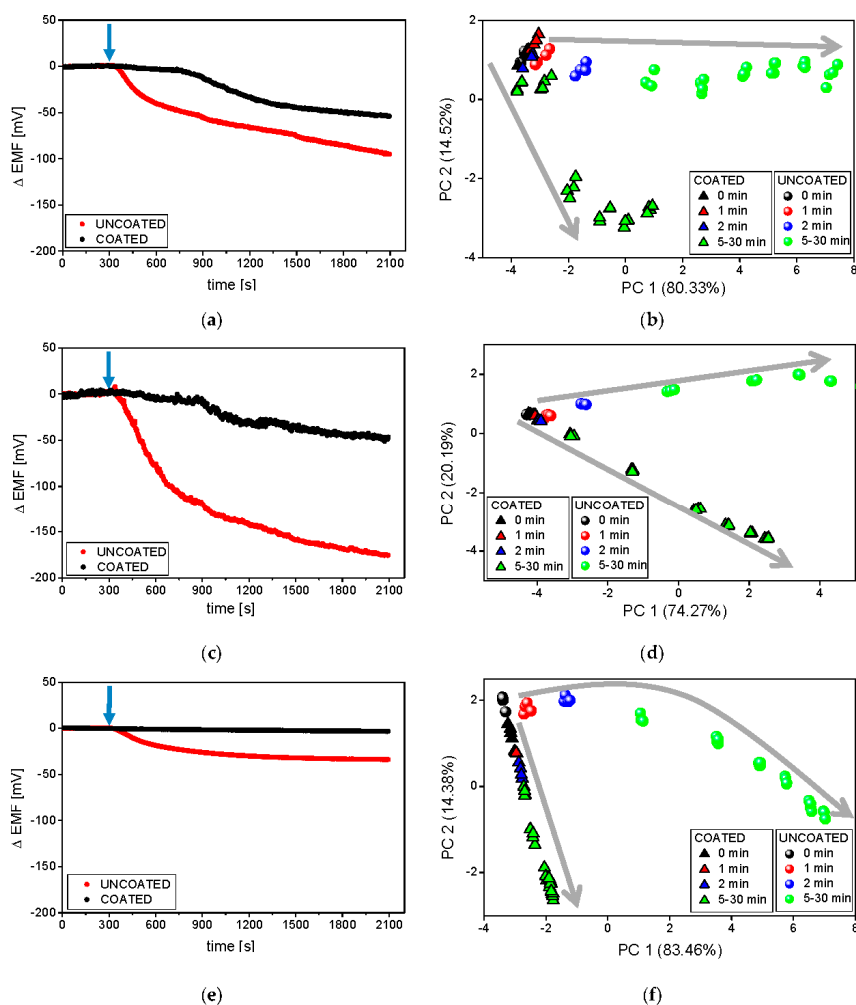 50
0
-50
-100
-150
-200
Δ EMF [mV]
UNCOATED
COATED
0 300 600 900 1200 1500 1800 2100
time [s]
(a)
2
0
-2
-4
PC 2 (14.52%)
COATED UNCOATED
0 min 0 min
1 min 1 min
2 min 2 min
5-30 min 5-30 min
-4 -2 0 2 4 6 8
PC 1 (80.33%)
(b)
50
0
-50
-100
-150
-200
Δ EMF [mV]
UNCOATED
COATED
0 300 600 900 1200 1500 1800 2100
time [s]
(c)
2
0
-2
-4
PC 2 (20.19%)
COATED UNCOATED
0 min 0 min
1 min 1 min
2 min 2 min
5-30 min 5-30 min
-4 -2 0 2 4
PC 1 (74.27%)
(d)
50
0
-50
-100
-150
-200
Δ EMF [mV]
UNCOATED
COATED
0 300 600 900 1200 1500 1800 2100
time [s]
(e)
2
0
-2
PC 2 (14.38%)
COATED UNCOATED
0 min 0 min
1 min 1 min
2 min 2 min
5-30 min 5-30 min
-4 -2 0 2 4 6 8
PC 1 (83.46%)
(f)